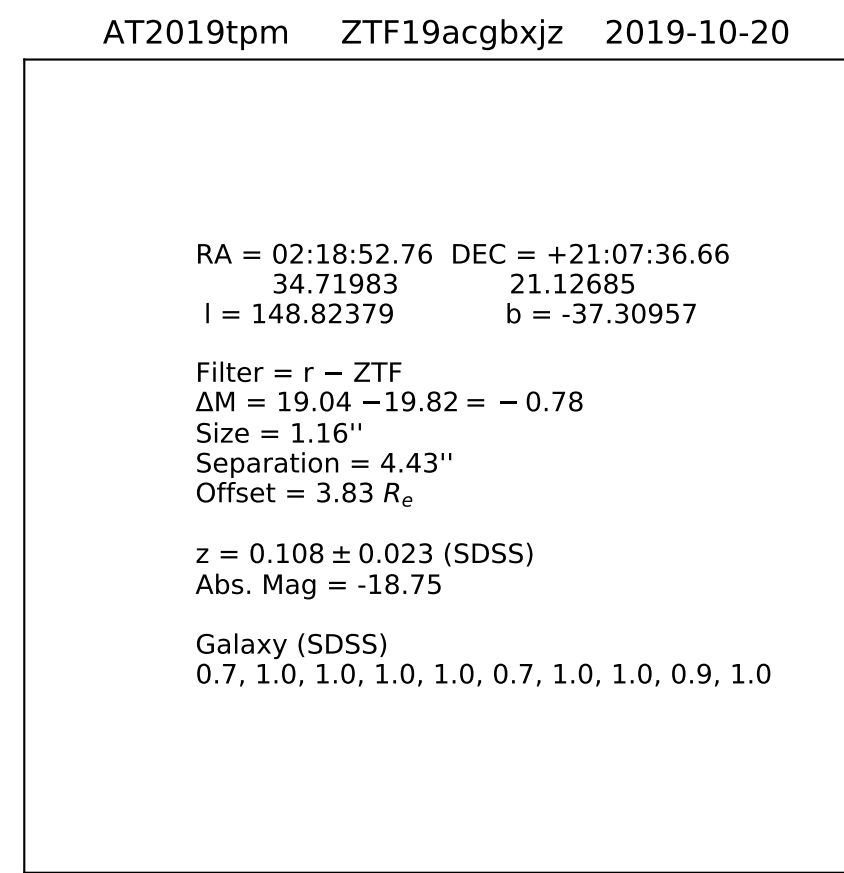 AT2019tpm ZTF19acgbxjz 2019-10-20
RA = 02:18:52.76 DEC = +21:07:36.66
34.71983 21.12685
l = 148.82379 b = -37.30957
Filter = r − ZTF
ΔM = 19.04 −19.82 = − 0.78
Size = 1.16''
Separation = 4.43''
Offset = 3.83 Rₑ
z = 0.108 ± 0.023 (SDSS)
Abs. Mag = -18.75
Galaxy (SDSS)
0.7, 1.0, 1.0, 1.0, 1.0, 0.7, 1.0, 1.0, 0.9, 1.0